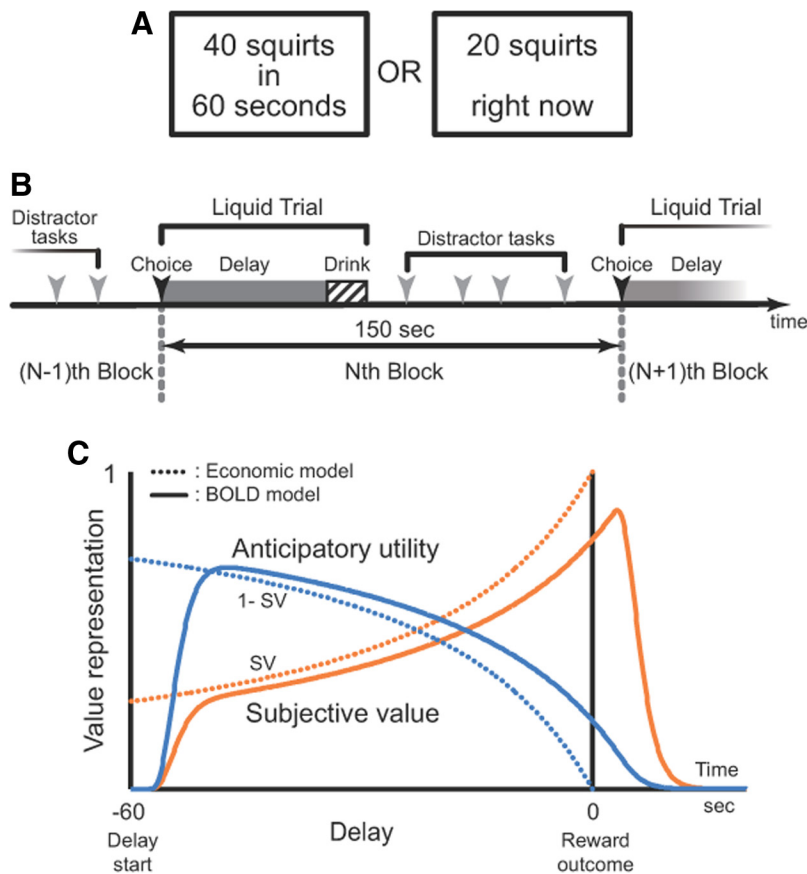 A
40 squirts
in
60 seconds
OR
20 squirts
right now
B
Distractor
tasks
Liquid Trial
Choice
Delay
Drink
Distractor tasks
Liquid Trial
Choice
Delay
time
150 sec
(N-1)th Block
Nth Block
(N+1)th Block
C
1
: Economic model
: BOLD model
Value representation
Anticipatory utility
1- SV
SV
Subjective value
Time
sec
-60
Delay
start
Delay
0
Reward
outcome